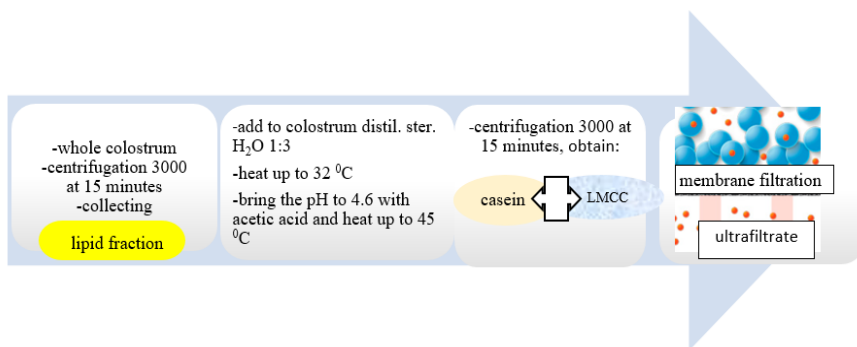 -whole colostrum
-centrifugation 3000
at 15 minutes
-collecting
lipid fraction
-add to colostrum distil. ster.
H₂O 1:3
-heat up to 32 ⁰C
-bring the pH to 4.6 with
acetic acid and heat up to 45
⁰C
-centrifugation 3000 at
15 minutes, obtain:
casein
LMCC
membrane filtration
ultrafiltrate